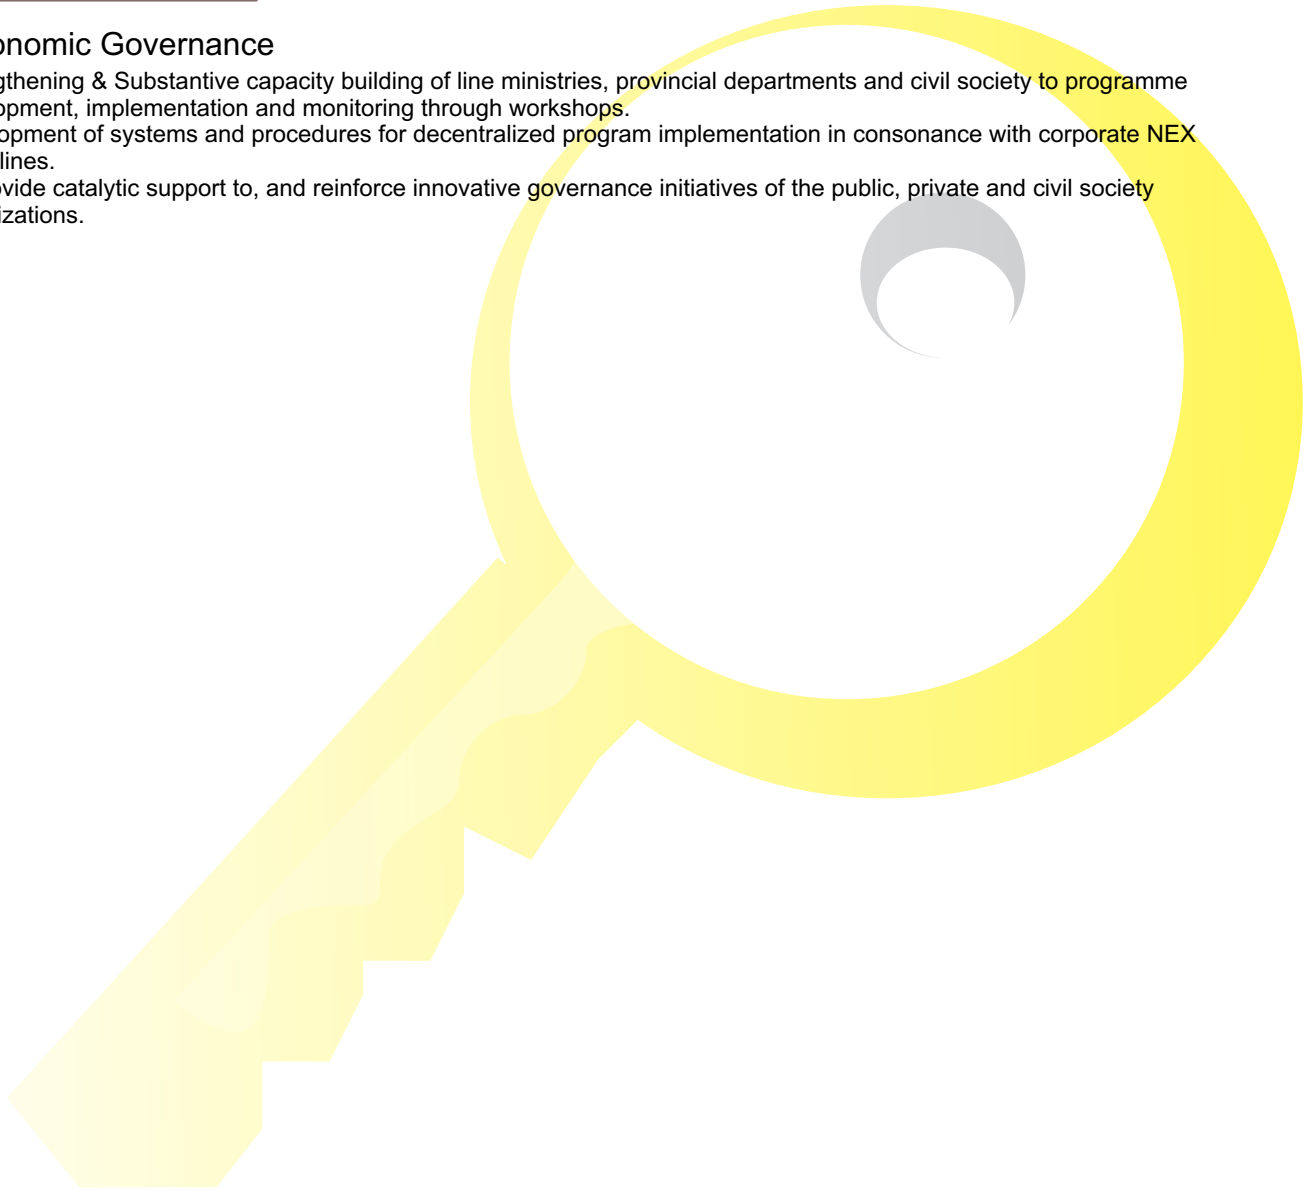 onomic Governance
gthening & Substantive capacity building of line ministries, provincial departments and civil society to programme
opment, implementation and monitoring through workshops.
opment of systems and procedures for decentralized program implementation in consonance with corporate NEX
lines.
vide catalytic support to, and reinforce innovative governance initiatives of the public, private and civil society
izations.